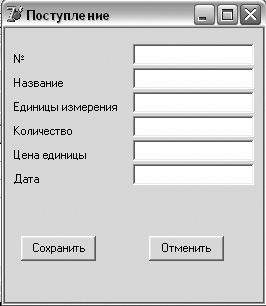 Поступление
№
Название
Единицы измерения
Количество
Цена единицы
Дата
Сохранить Отменить